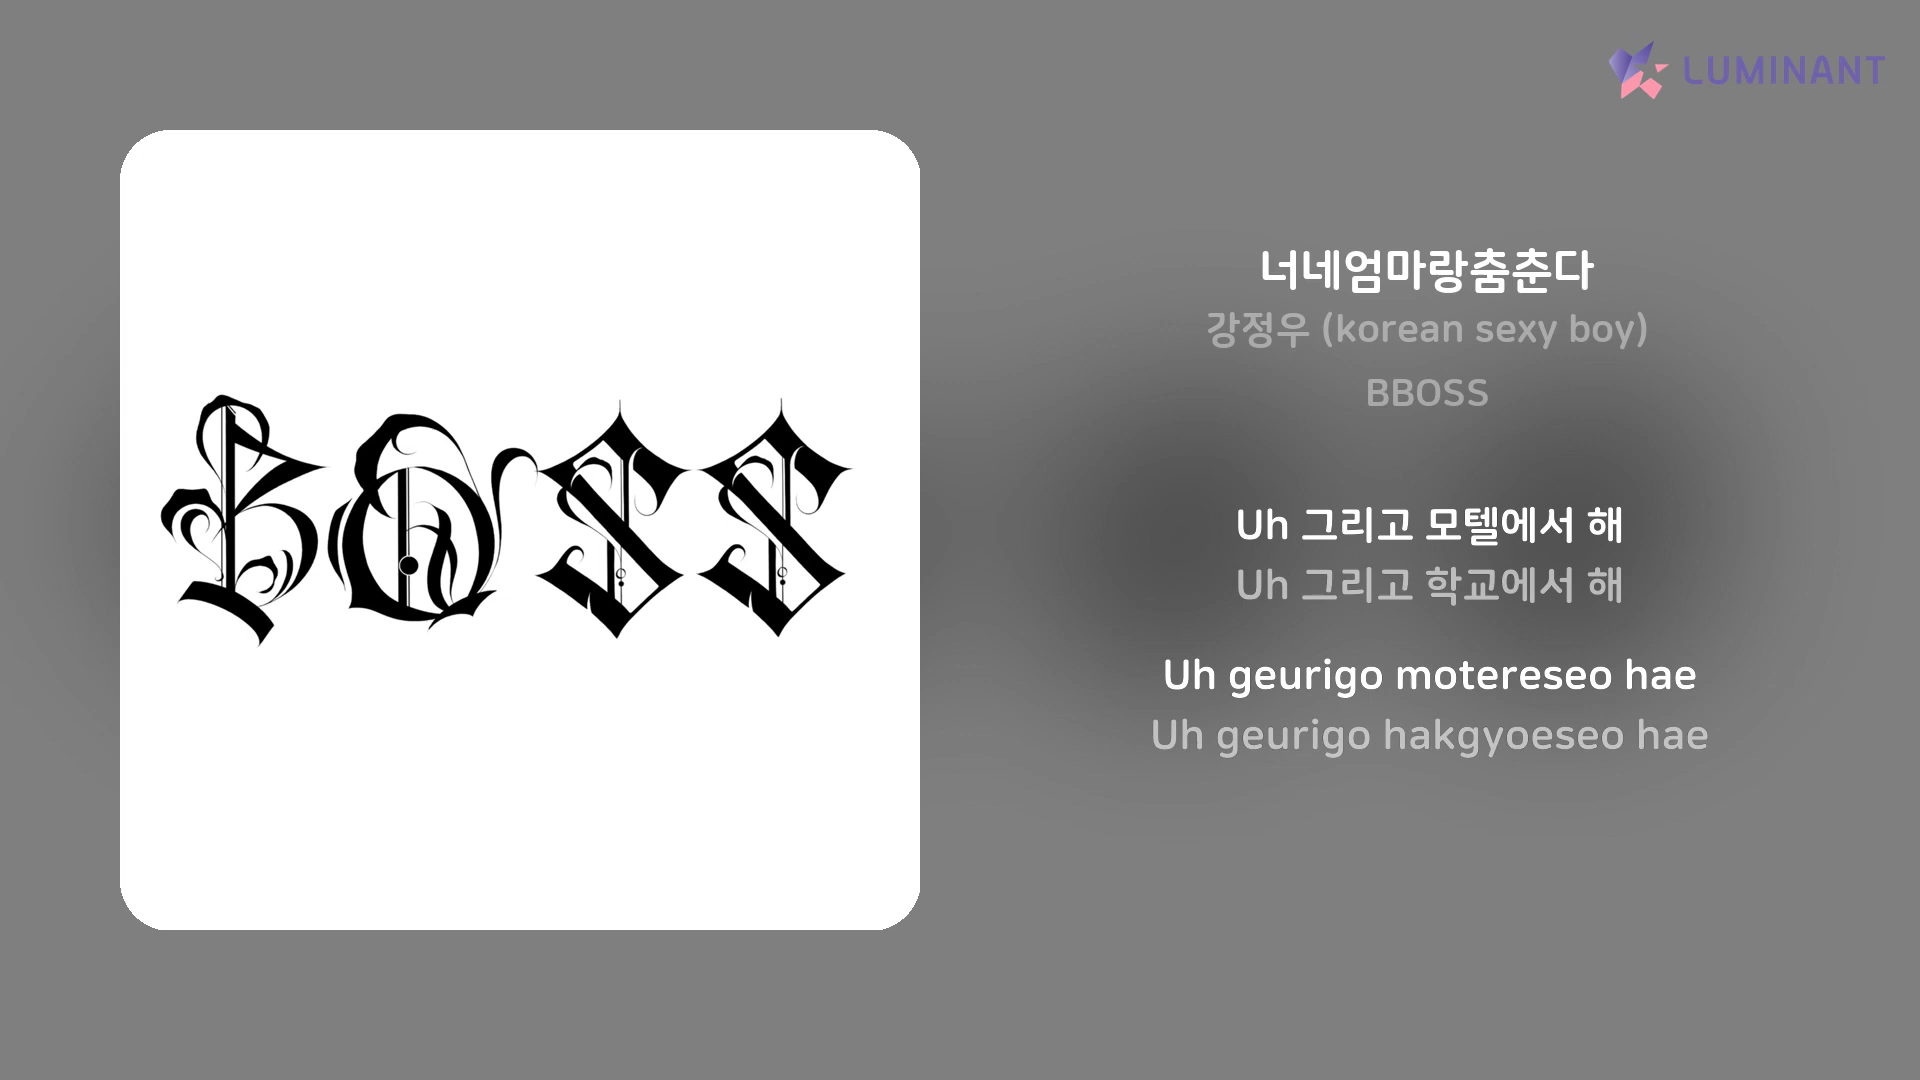 LUMINANT
BOSS
너네엄마랑춤춘다
강정우 (korean sexy boy)
BBOSS
Uh 그리고 모텔에서 해
Uh 그리고 학교에서 해
Uh geurigo motereseo hae
Uh geurigo hakgyoeseo hae